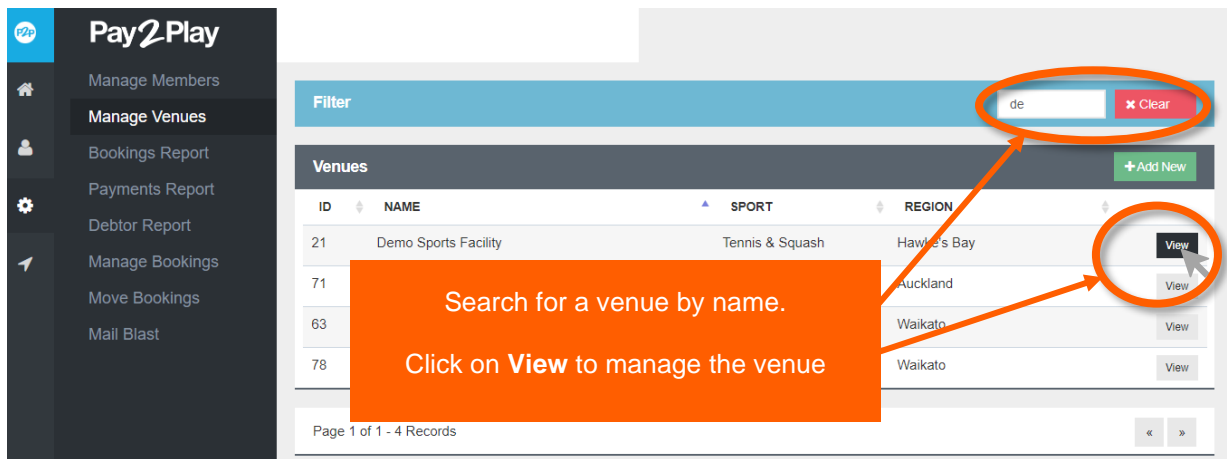 P2P
Pay2Play
Manage Members
Manage Venues
Bookings Report
Payments Report
Debtor Report
Manage Bookings
Move Bookings
Mail Blast
Filter
de
✖ Clear
Venues
+ Add New
ID NAME SPORT REGION
21 Demo Sports Facility Tennis & Squash Hawke's Bay View
71 Auckland View
63 Waikato View
78 Waikato View
Search for a venue by name.
Click on View to manage the venue
Page 1 of 1 - 4 Records « »